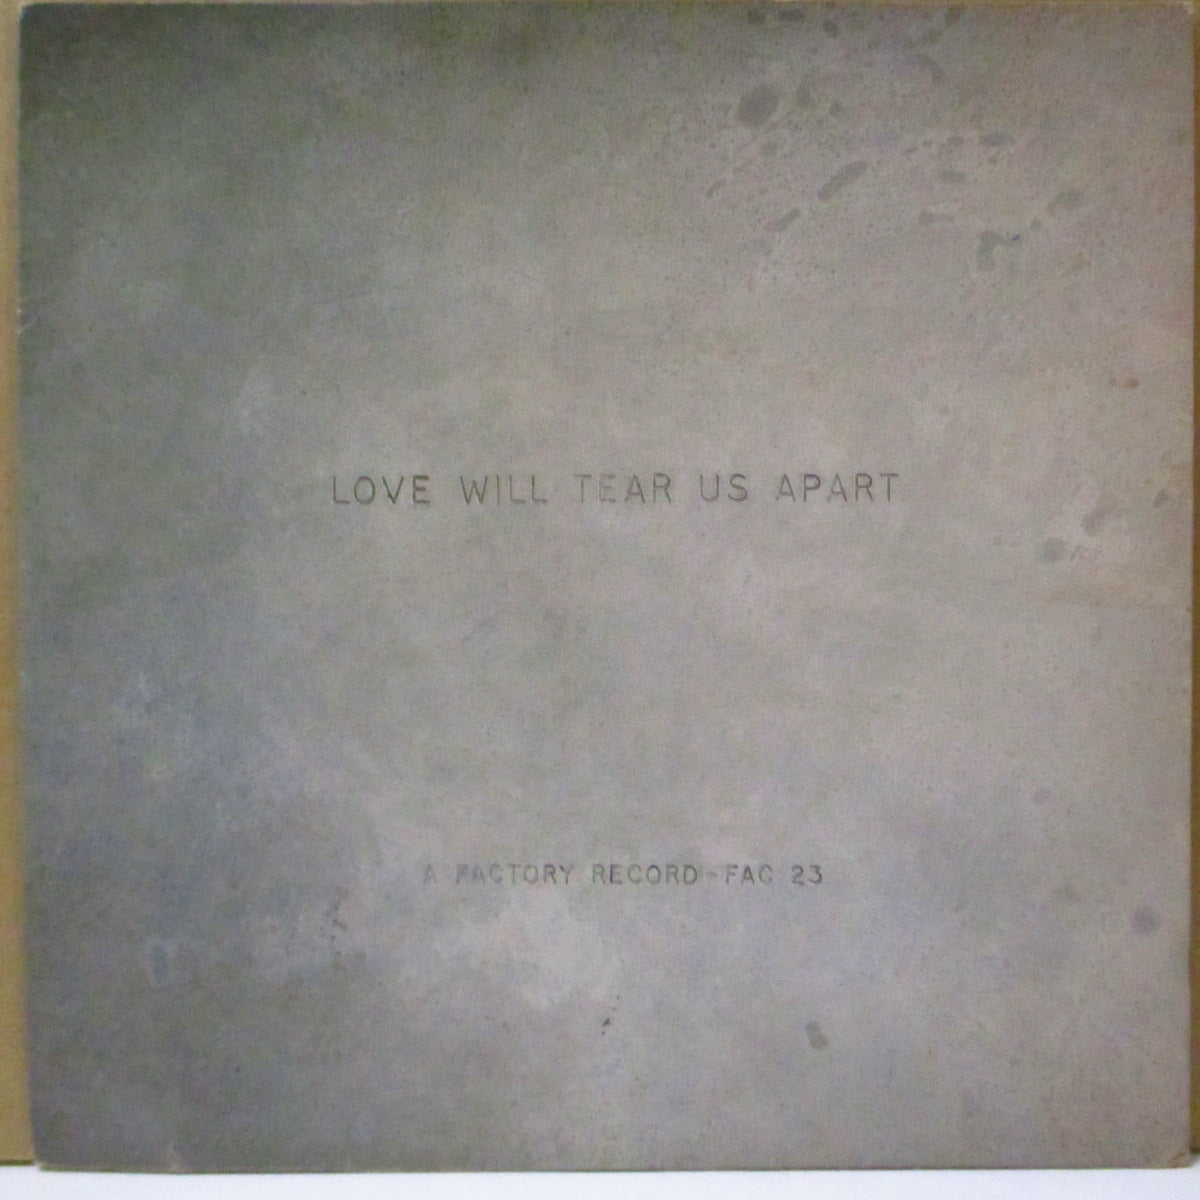 LOVE WILL TEAR US APART
A FACTORY RECORD-FAC 23